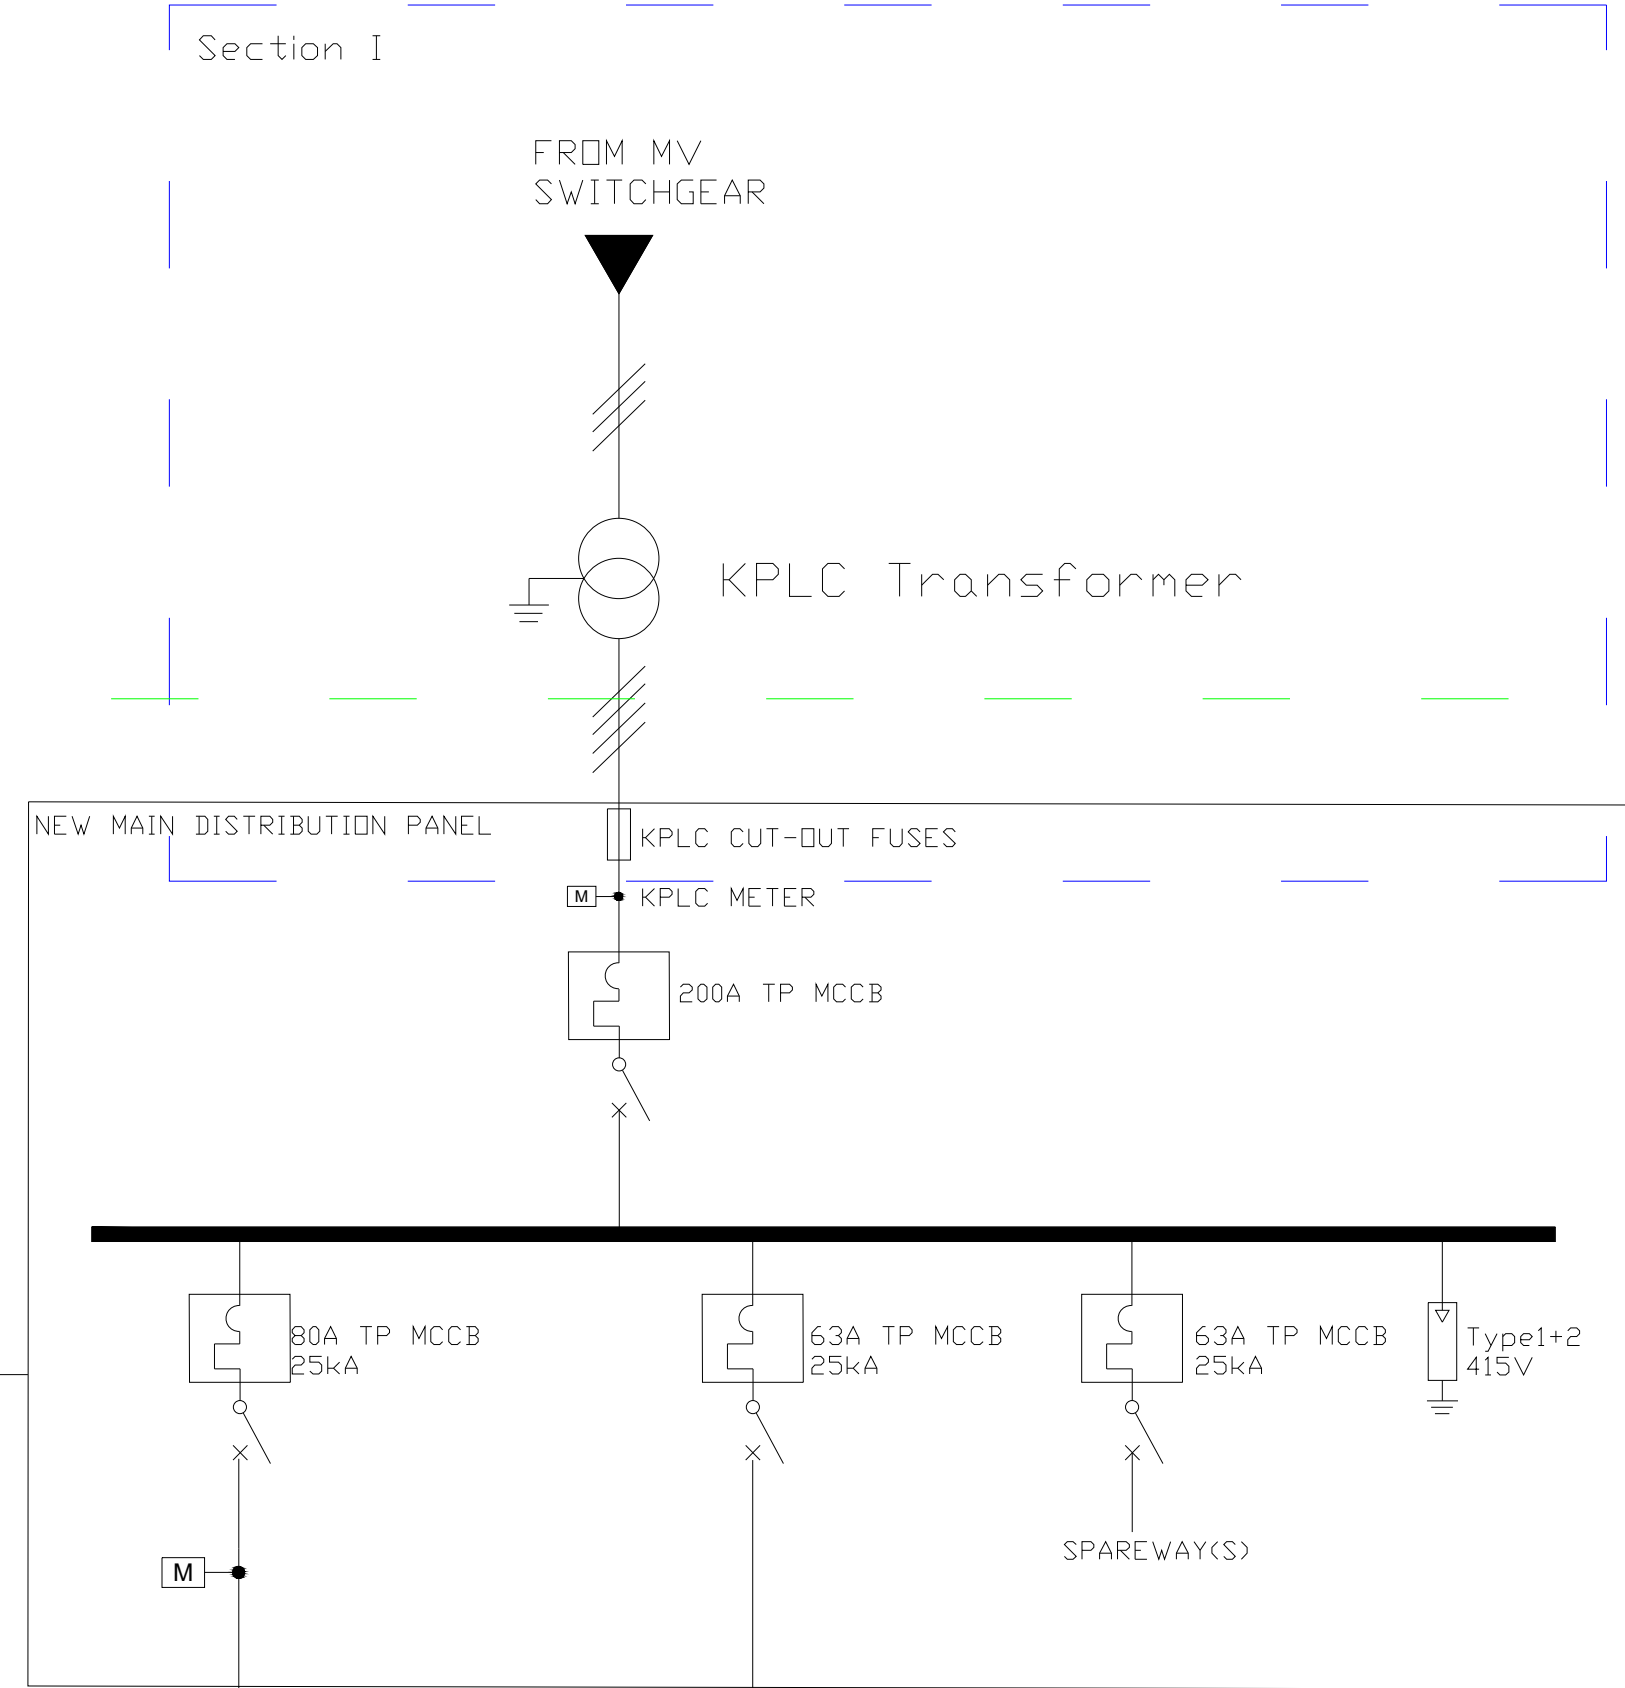 Section I
FROM MV
SWITCHGEAR
KPLC Transformer
NEW MAIN DISTRIBUTION PANEL
KPLC CUT-OUT FUSES
M
KPLC METER
200A TP MCCB
80A TP MCCB
25kA
63A TP MCCB
25kA
63A TP MCCB
25kA
Type1+2
415V
SPAREWAY(S)
M